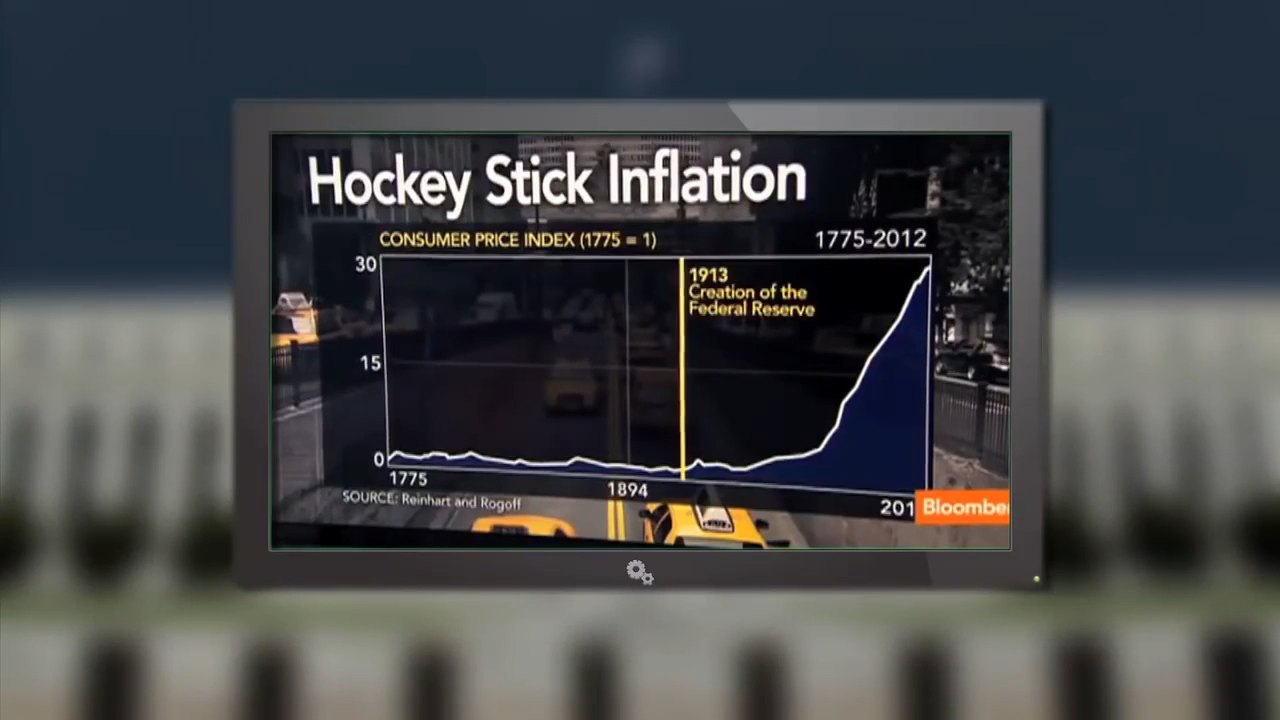 Hockey Stick Inflation
CONSUMER PRICE INDEX (1775 = 1)
1775-2012
30
1913
Creation of the
Federal Reserve
15
0
1775
1894
201
SOURCE: Reinhart and Rogoff
Bloomber